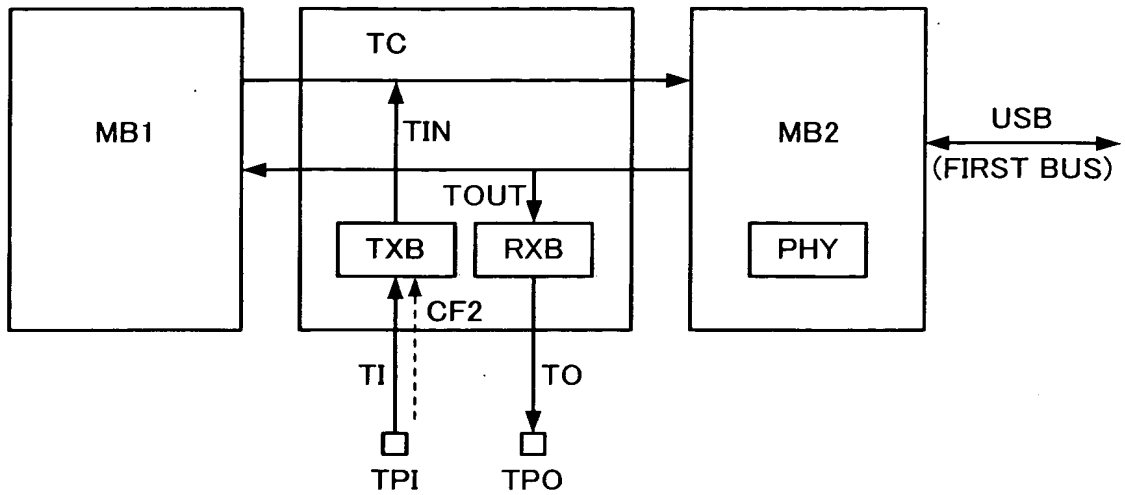 TC
MB1
TIN
MB2
USB
(FIRST BUS)
TOUT
TXB
RXB
PHY
CF2
TI
TO
TPI
TPO